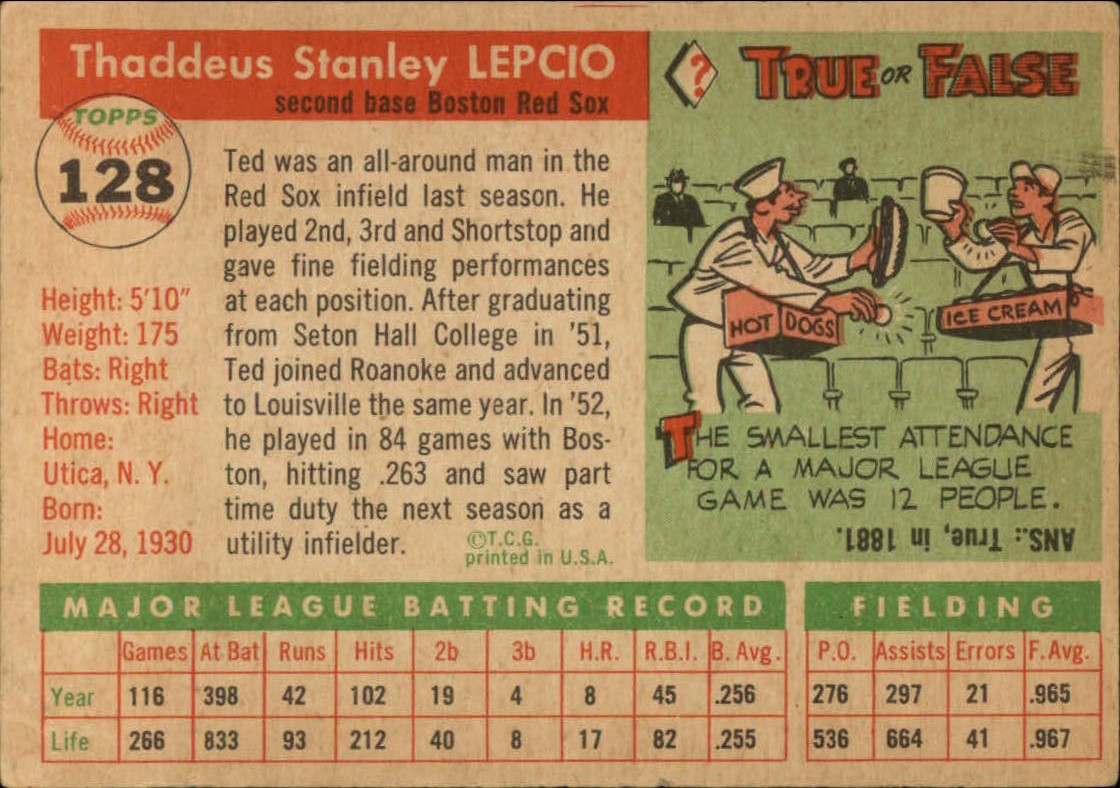 Thaddeus Stanley LEPCIO
second base Boston Red Sox
TOPPS
128
Height: 5'10"
Weight: 175
Bats: Right
Throws: Right
Home:
Utica, N. Y.
Born:
July 28, 1930
Ted was an all-around man in the
Red Sox infield last season. He
played 2nd, 3rd and Shortstop and
gave fine fielding performances
at each position. After graduating
from Seton Hall College in '51,
Ted joined Roanoke and advanced
to Louisville the same year. In '52,
he played in 84 games with Bos-
ton, hitting .263 and saw part
time duty the next season as a
utility infielder.
©T.C.G.
printed in U.S.A.
? TRUE OR FALSE
HOT DOGS
ICE CREAM
THE SMALLEST ATTENDANCE
FOR A MAJOR LEAGUE
GAME WAS 12 PEOPLE.
ANS.: True, in 1881.
MAJOR LEAGUE BATTING RECORD
Games At Bat Runs Hits 2b 3b H.R. R.B.I. B. Avg.
Year 116 398 42 102 19 4 8 45 .256
Life 266 833 93 212 40 8 17 82 .255
FIELDING
P.O. Assists Errors F. Avg.
276 297 21 .965
536 664 41 .967